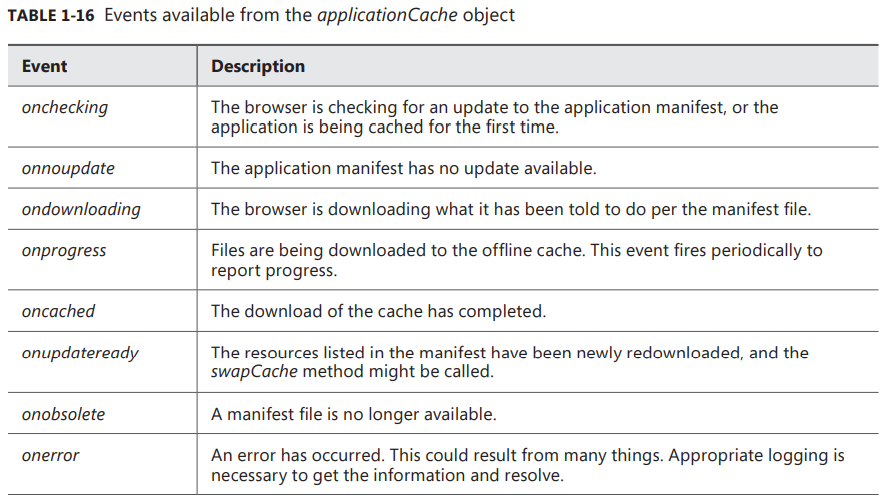 TABLE 1-16 Events available from the applicationCache object
Event Description
onchecking The browser is checking for an update to the application manifest, or the
application is being cached for the first time.
onnoupdate The application manifest has no update available.
ondownloading The browser is downloading what it has been told to do per the manifest file.
onprogress Files are being downloaded to the offline cache. This event fires periodically to
report progress.
oncached The download of the cache has completed.
onupdateready The resources listed in the manifest have been newly redownloaded, and the
swapCache method might be called.
onobsolete A manifest file is no longer available.
onerror An error has occurred. This could result from many things. Appropriate logging is
necessary to get the information and resolve.